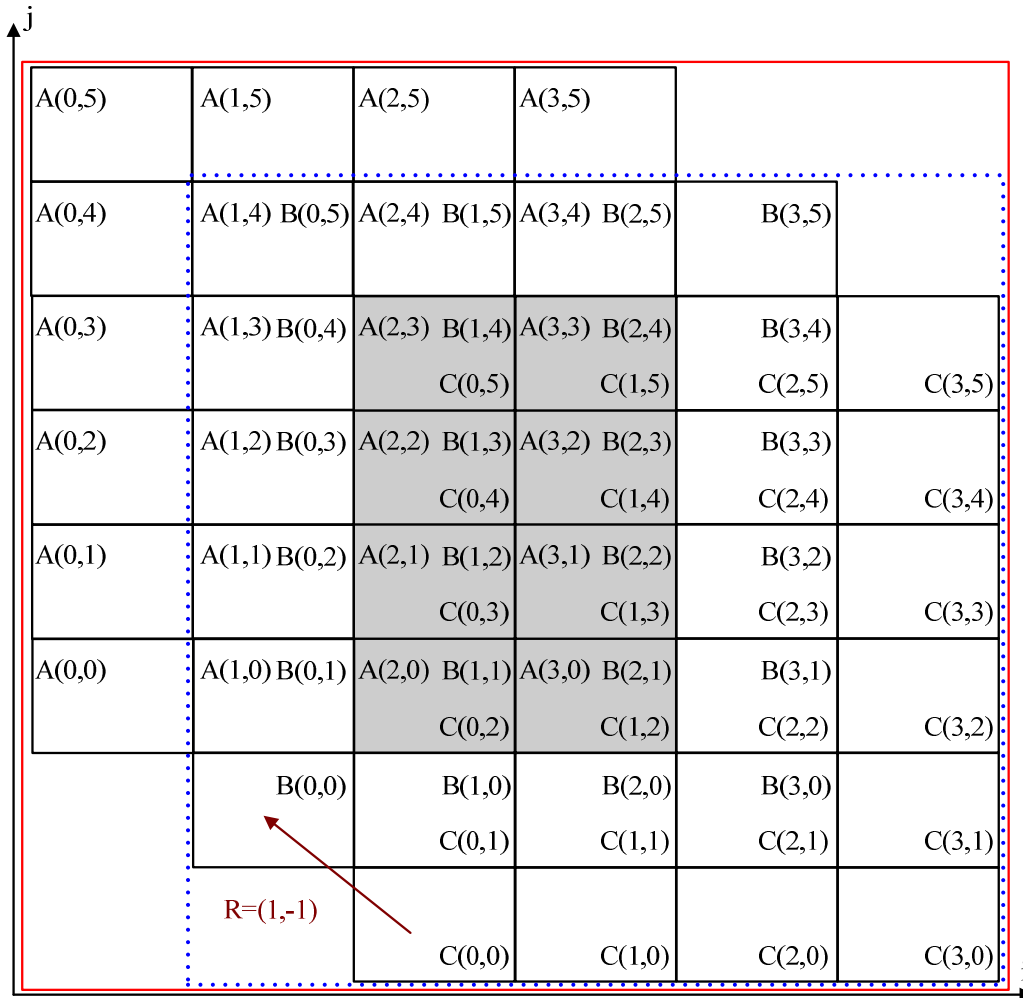 j
A(0,5) A(1,5) A(2,5) A(3,5)
A(0,4) A(1,4) B(0,5) A(2,4) B(1,5) A(3,4) B(2,5) B(3,5)
A(0,3) A(1,3) B(0,4) A(2,3) B(1,4) A(3,3) B(2,4) B(3,4)
C(0,5) C(1,5) C(2,5) C(3,5)
A(0,2) A(1,2) B(0,3) A(2,2) B(1,3) A(3,2) B(2,3) B(3,3)
C(0,4) C(1,4) C(2,4) C(3,4)
A(0,1) A(1,1) B(0,2) A(2,1) B(1,2) A(3,1) B(2,2) B(3,2)
C(0,3) C(1,3) C(2,3) C(3,3)
A(0,0) A(1,0) B(0,1) A(2,0) B(1,1) A(3,0) B(2,1) B(3,1)
C(0,2) C(1,2) C(2,2) C(3,2)
B(0,0) B(1,0) B(2,0) B(3,0)
C(0,1) C(1,1) C(2,1) C(3,1)
R=(1,-1)
C(0,0) C(1,0) C(2,0) C(3,0)